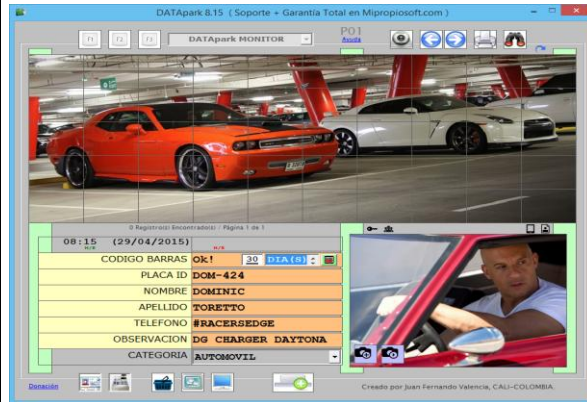 DATApark 8.15 ( Soporte + Garantía Total en Mipropiosoft.com )
F1 F2 F3 DATApark MONITOR P01
Ayuda
0 Registro(s) Encontrado(s) / Página 1 de 1
08:15 (29/04/2015)
N/R N/R
CODIGO BARRAS Ok! 30 DIA(S)
PLACA ID DOM-424
NOMBRE DOMINIC
APELLIDO TORETTO
TELEFONO #RACERSEDGE
OBSERVACION DG CHARGER DAYTONA
CATEGORIA AUTOMOVIL
Donación
Creado por Juan Fernando Valencia, CALI-COLOMBIA.